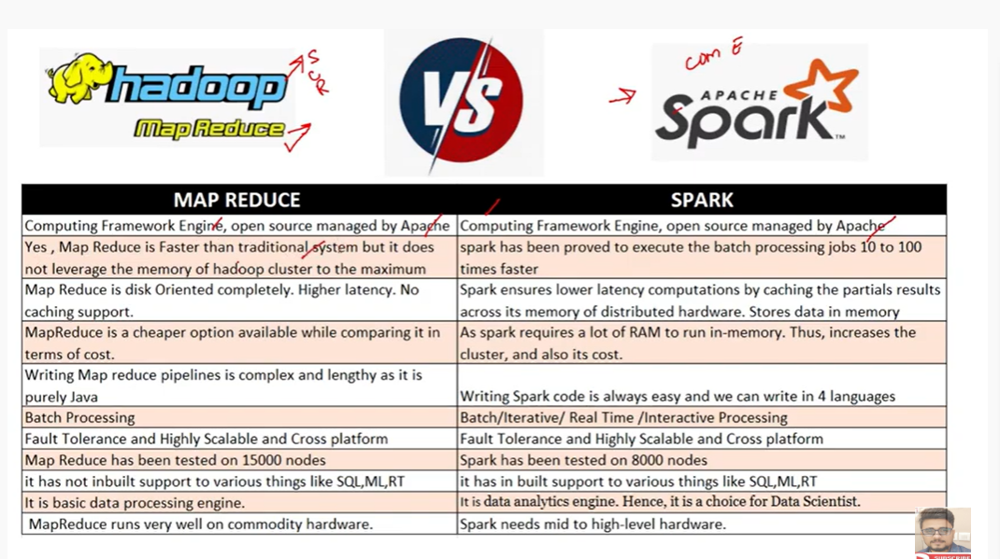 hadoop
Map Reduce
S
C
R
VS
com E
APACHE
Spark
TM
MAP REDUCE
SPARK
Computing Framework Engine, open source managed by Apache
Computing Framework Engine, open source managed by Apache
Yes , Map Reduce is Faster than traditional system but it does
not leverage the memory of hadoop cluster to the maximum
spark has been proved to execute the batch processing jobs 10 to 100
times faster
Map Reduce is disk Oriented completely. Higher latency. No
caching support.
Spark ensures lower latency computations by caching the partials results
across its memory of distributed hardware. Stores data in memory
MapReduce is a cheaper option available while comparing it in
terms of cost.
As spark requires a lot of RAM to run in-memory. Thus, increases the
cluster, and also its cost.
Writing Map reduce pipelines is complex and lengthy as it is
purely Java
Writing Spark code is always easy and we can write in 4 languages
Batch Processing
Batch/Iterative/ Real Time /Interactive Processing
Fault Tolerance and Highly Scalable and Cross platform
Fault Tolerance and Highly Scalable and Cross platform
Map Reduce has been tested on 15000 nodes
Spark has been tested on 8000 nodes
it has not inbuilt support to various things like SQL,ML,RT
it has in built support to various things like SQL,ML,RT
It is basic data processing engine.
It is data analytics engine. Hence, it is a choice for Data Scientist.
MapReduce runs very well on commodity hardware.
Spark needs mid to high-level hardware.
SUBSCRIBE